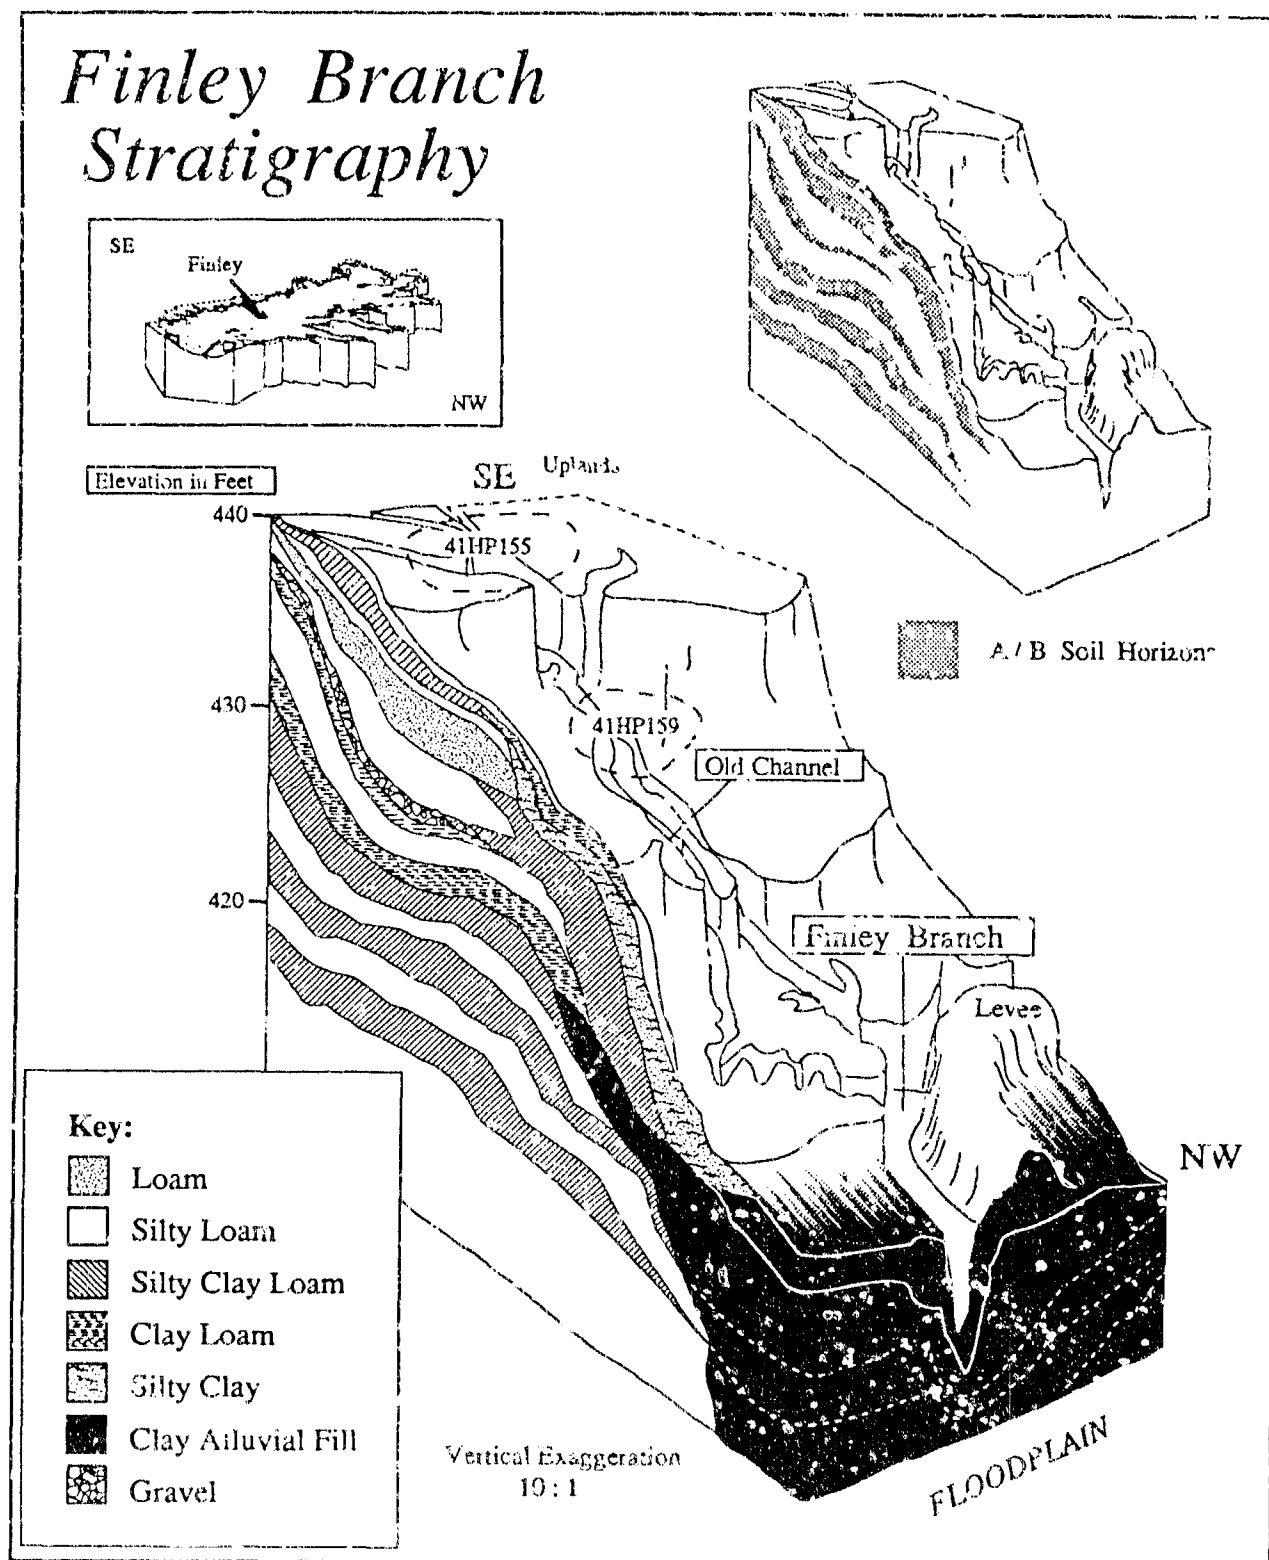 Finley Branch
Stratigraphy
SE
Finley
NW
Elevation in Feet
SE
Uplands
440
41HP155
A / B Soil Horizons
430
41HP159
Old Channel
420
Finley Branch
Levee
NW
Key:
Loam
Silty Loam
Silty Clay Loam
Clay Loam
Silty Clay
Clay Alluvial Fill
Gravel
Vertical Exaggeration
10 : 1
FLOODPLAIN